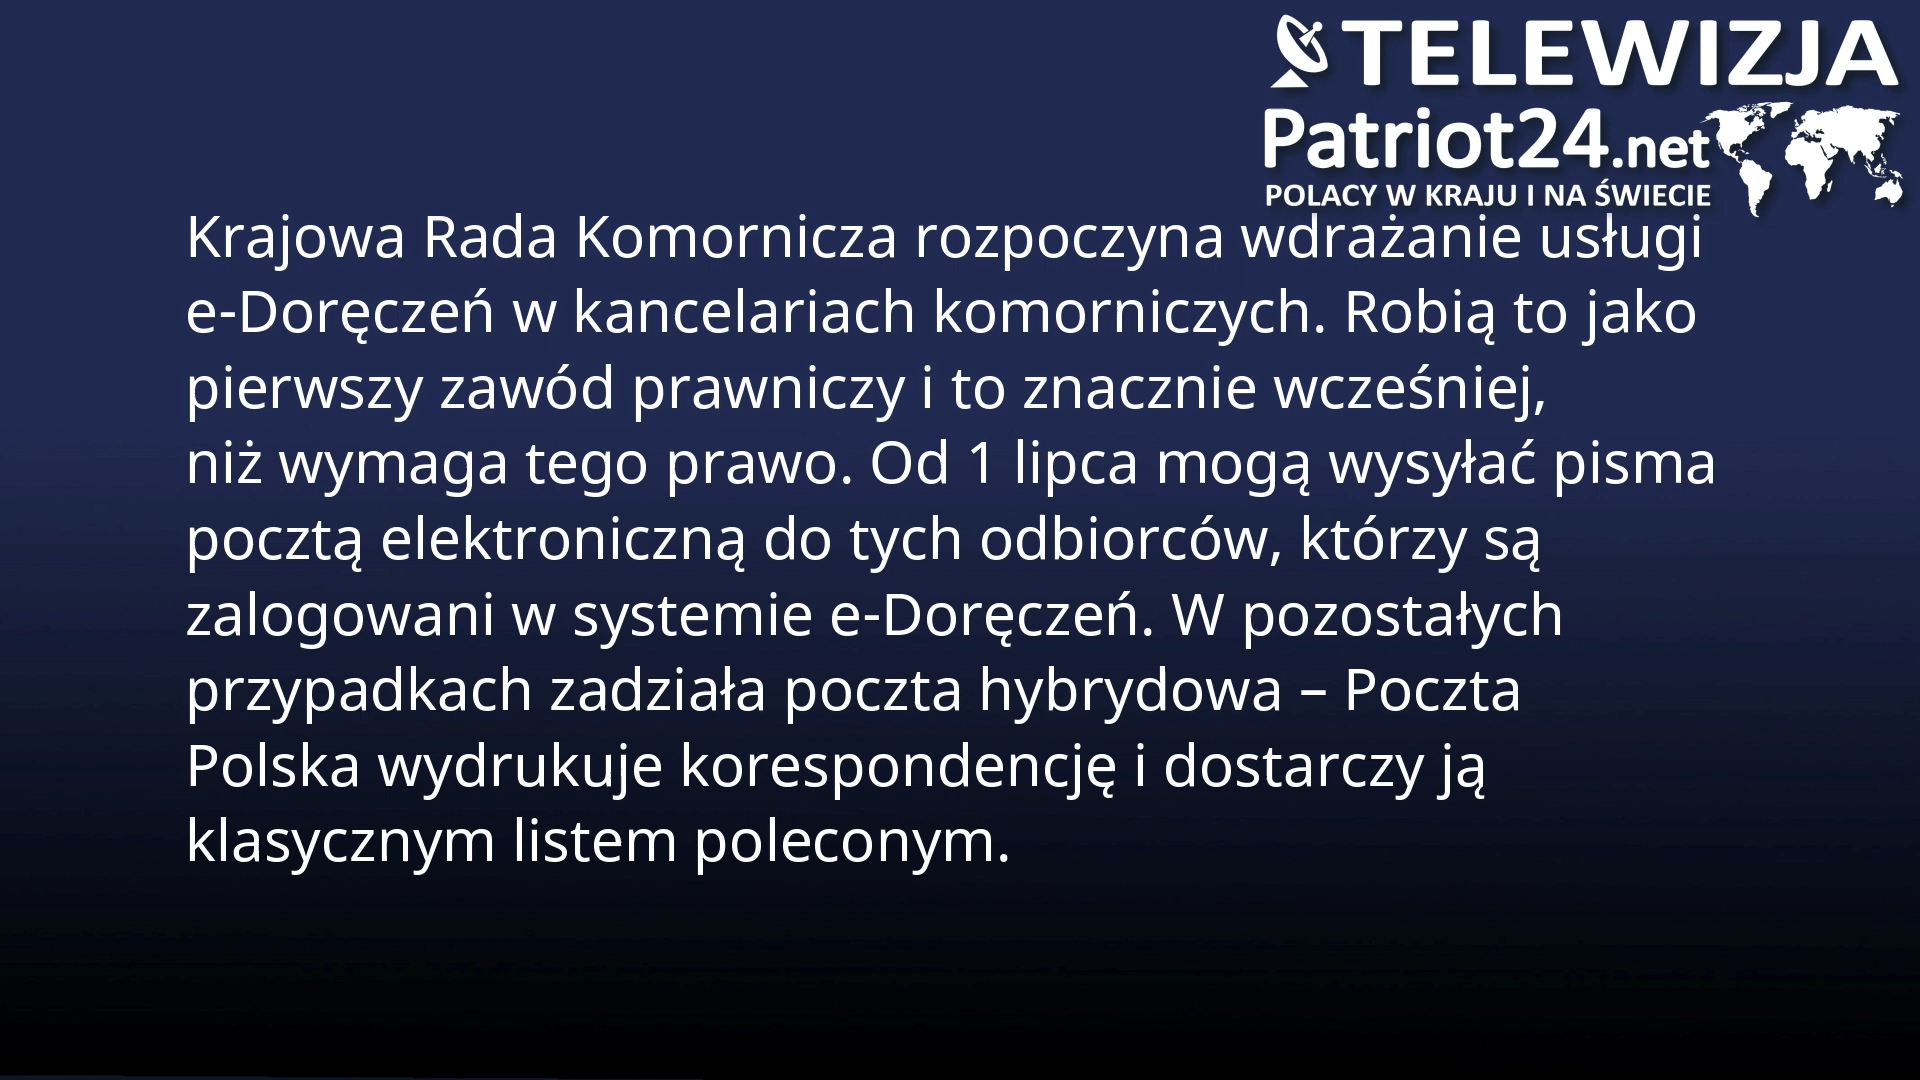 TELEWIZJA
Patriot24.net
POLACY W KRAJU I NA ŚWIECIE
Krajowa Rada Komornicza rozpoczyna wdrażanie usługi
e-Doręczeń w kancelariach komorniczych. Robią to jako
pierwszy zawód prawniczy i to znacznie wcześniej,
niż wymaga tego prawo. Od 1 lipca mogą wysyłać pisma
pocztą elektroniczną do tych odbiorców, którzy są
zalogowani w systemie e-Doręczeń. W pozostałych
przypadkach zadziała poczta hybrydowa – Poczta
Polska wydrukuje korespondencję i dostarczy ją
klasycznym listem poleconym.